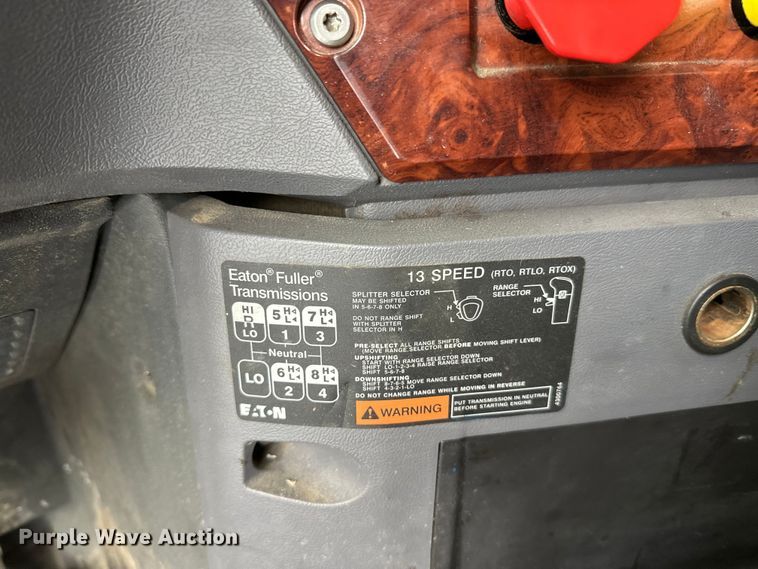 Eaton® Fuller®
Transmissions
13 SPEED (RTO, RTLO, RTOX)
HI
R
LO
5 H
L
1
7 H
L
3
Neutral
LO
6 H
L
2
8 H
L
4
EATON
SPLITTER SELECTOR
MAY BE SHIFTED
IN 5-6-7-8 ONLY
H
L
RANGE
SELECTOR
HI
LO
DO NOT RANGE SHIFT
WITH SPLITTER
SELECTOR IN H
PRE-SELECT ALL RANGE SHIFTS
(MOVE RANGE SELECTOR BEFORE MOVING SHIFT LEVER)
UPSHIFTING
START WITH RANGE SELECTOR DOWN
SHIFT LO-1-2-3-4 RAISE RANGE SELECTOR
SHIFT 5-6-7-8
DOWNSHIFTING
SHIFT 8-7-6-5 MOVE RANGE SELECTOR DOWN
SHIFT 4-3-2-1-LO
DO NOT CHANGE RANGE WHILE MOVING IN REVERSE
WARNING
PUT TRANSMISSION IN NEUTRAL
BEFORE STARTING ENGINE
Purple Wave Auction